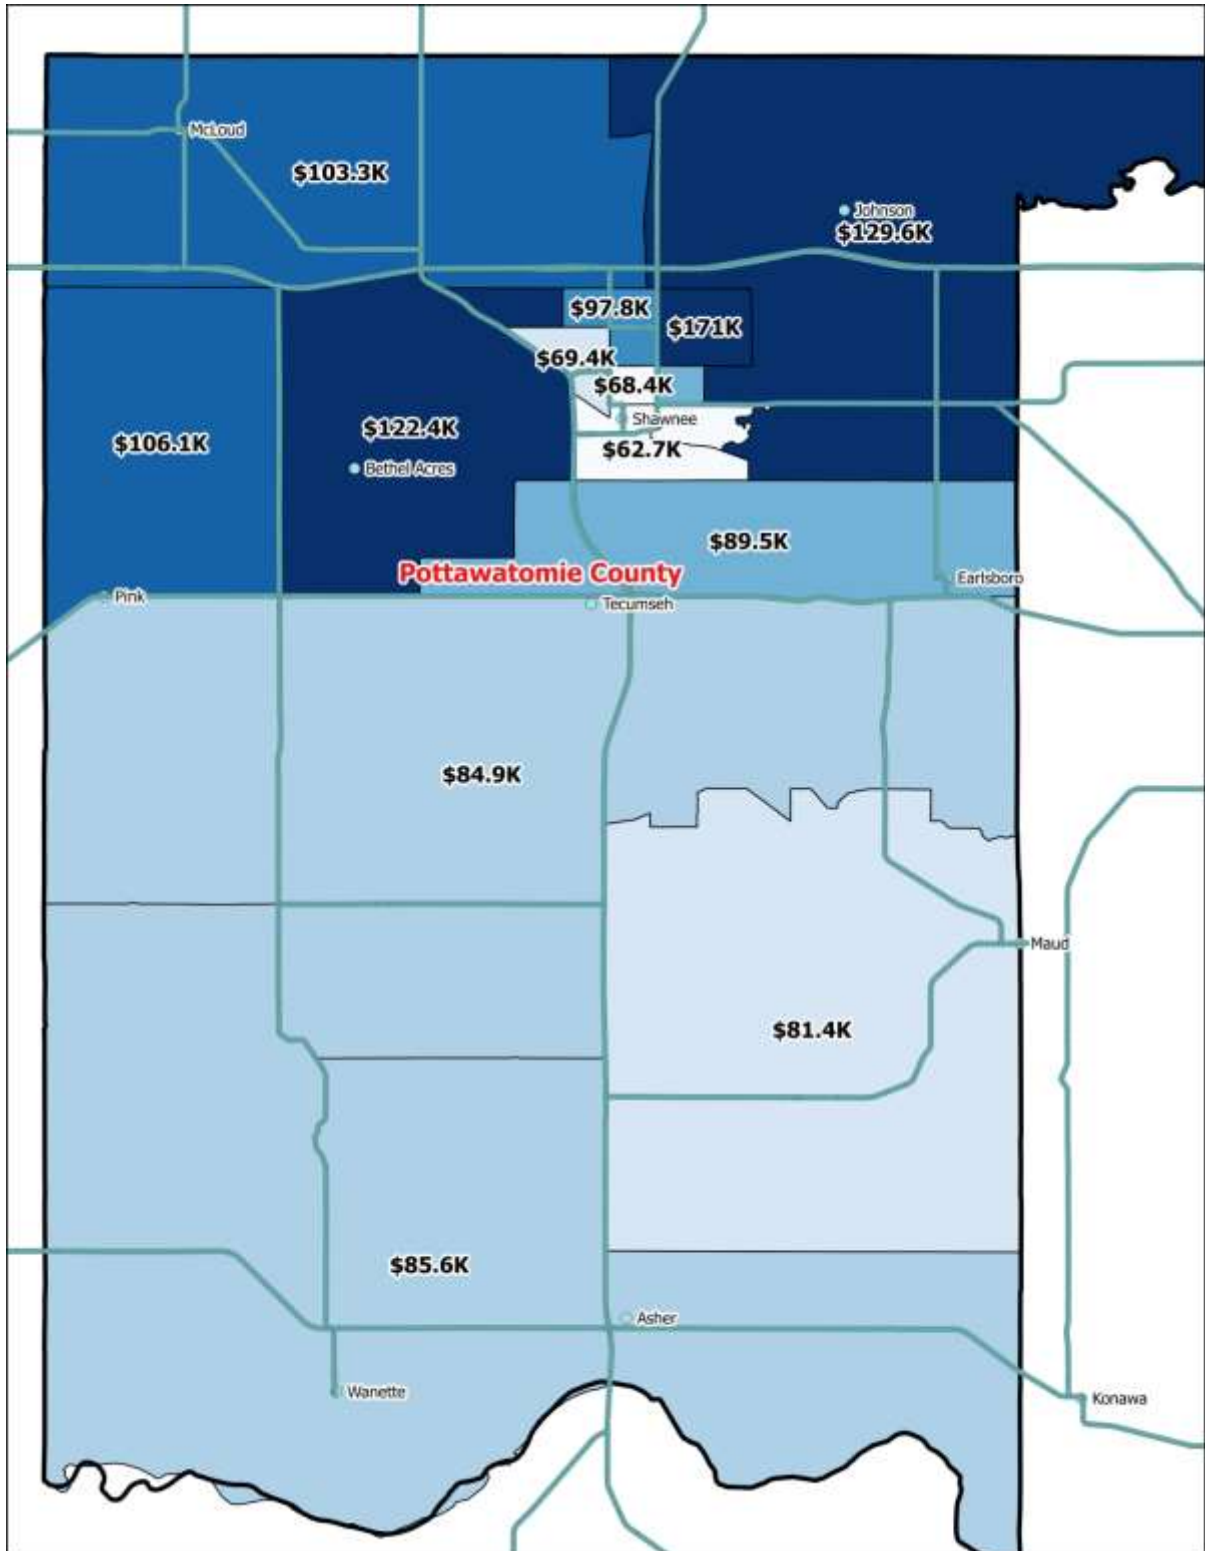 McLoud
$103.3K
Johnson
$129.6K
$97.8K
$171K
$69.4K
$68.4K
Shawnee
$122.4K
$106.1K
$62.7K
Bethel Acres
$89.5K
Pottawatomie County
Earlsboro
Pink
Tecumseh
$84.9K
Maud
$81.4K
$85.6K
Asher
Wanette
Konawa